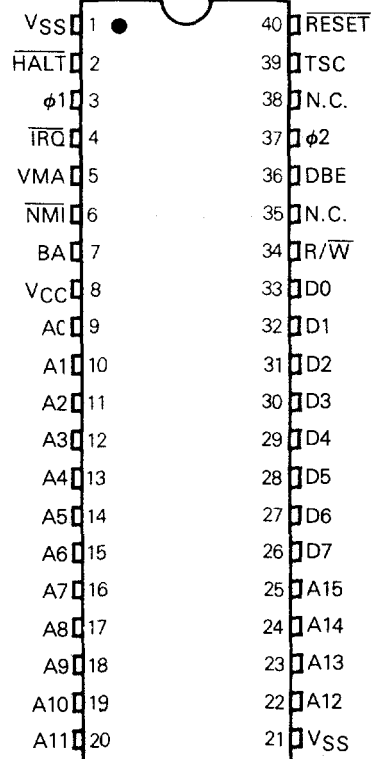 VSS 1 40 RESET
HALT 2 39 TSC
ϕ1 3 38 N.C.
IRQ 4 37 ϕ2
VMA 5 36 DBE
NMI 6 35 N.C.
BA 7 34 R/W
VCC 8 33 D0
A0 9 32 D1
A1 10 31 D2
A2 11 30 D3
A3 12 29 D4
A4 13 28 D5
A5 14 27 D6
A6 15 26 D7
A7 16 25 A15
A8 17 24 A14
A9 18 23 A13
A10 19 22 A12
A11 20 21 VSS